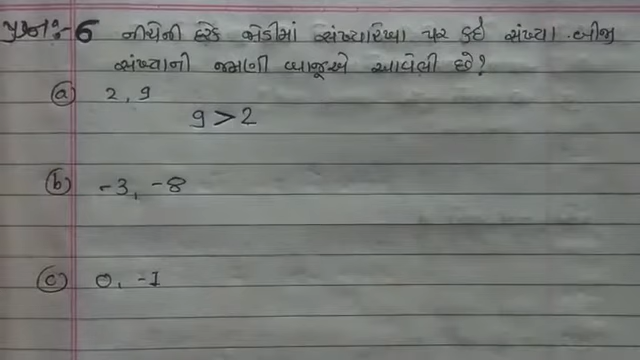 પ્રશ્ન:- 6 નીચેની દરેક જોડીમાં સંખ્યારેખા પર કઈ સંખ્યા બીજી
સંખ્યાની જમણી બાજુએ આવેલી છે?
(a) 2, 9
9 > 2
(b) -3, -8
(c) 0, -1